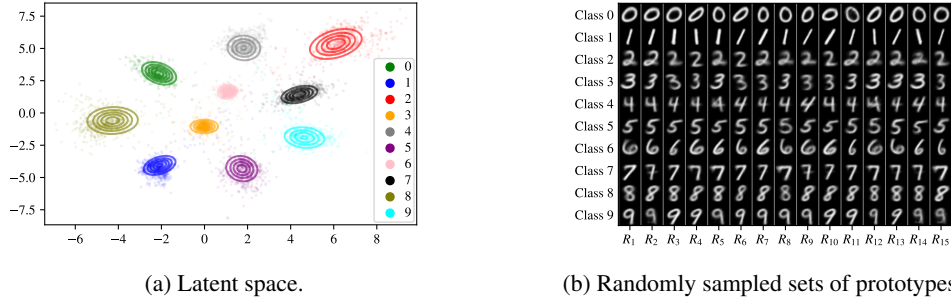 7.5
5.0
2.5
0.0
−2.5
−5.0
−7.5
−6 −4 −2 0 2 4 6 8
0
1
2
3
4
5
6
7
8
9
(a) Latent space.
Class 0
Class 1
Class 2
Class 3
Class 4
Class 5
Class 6
Class 7
Class 8
Class 9
R1 R2 R3 R4 R5 R6 R7 R8 R9 R10 R11 R12 R13 R14 R15
(b) Randomly sampled sets of prototypes